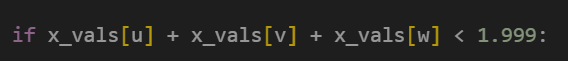 if x_vals[u] + x_vals[v] + x_vals[w] < 1.999: